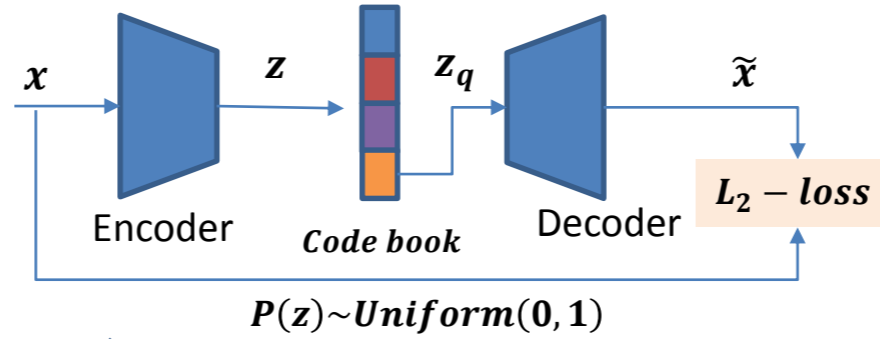 x
z
z_q
x̃
L_2 − loss
Encoder
Code book
Decoder
P(z)~Uniform(0, 1)